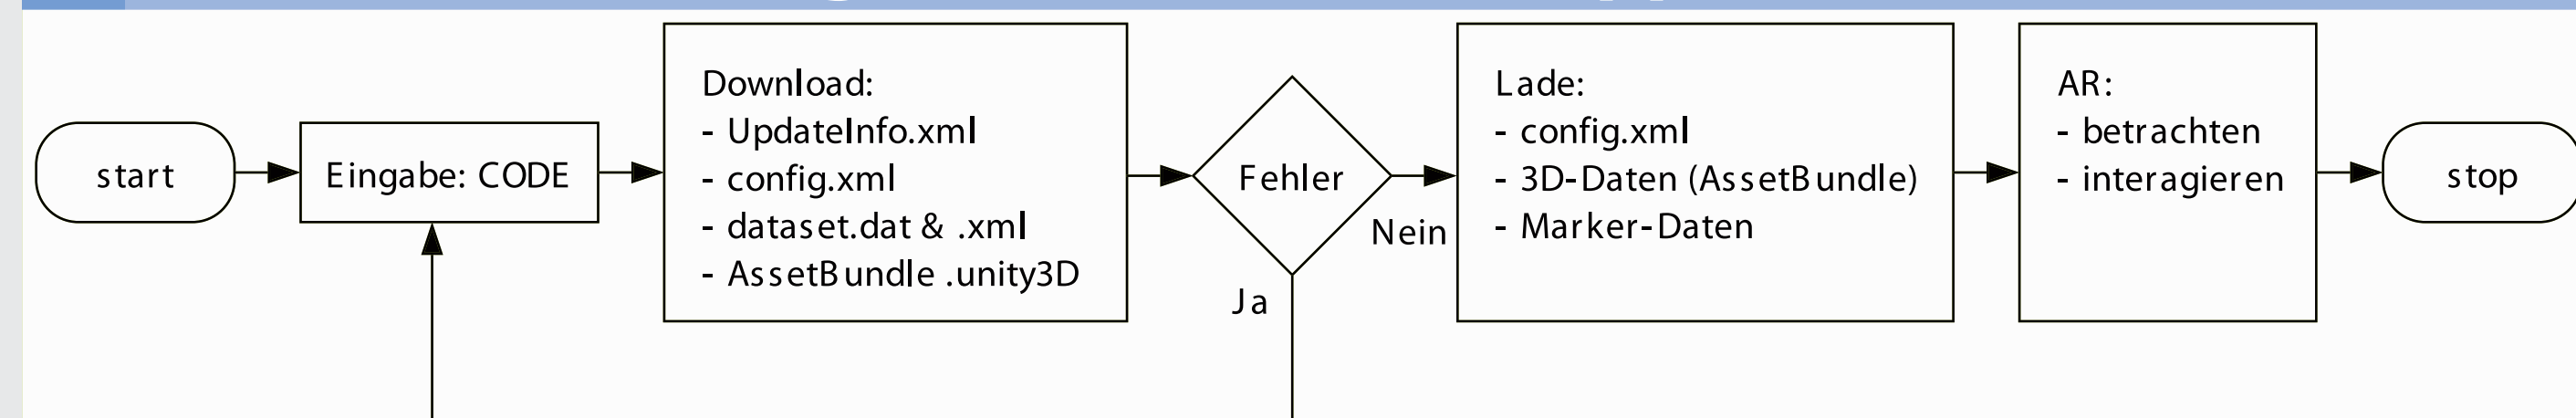 start
Eingabe: CODE
Download:
- UpdateInfo.xml
- config.xml
- dataset.dat & .xml
- AssetBundle .unity3D
Fehler
Nein
Ja
Lade:
- config.xml
- 3D-Daten (AssetBundle)
- Marker-Daten
AR:
- betrachten
- interagieren
stop